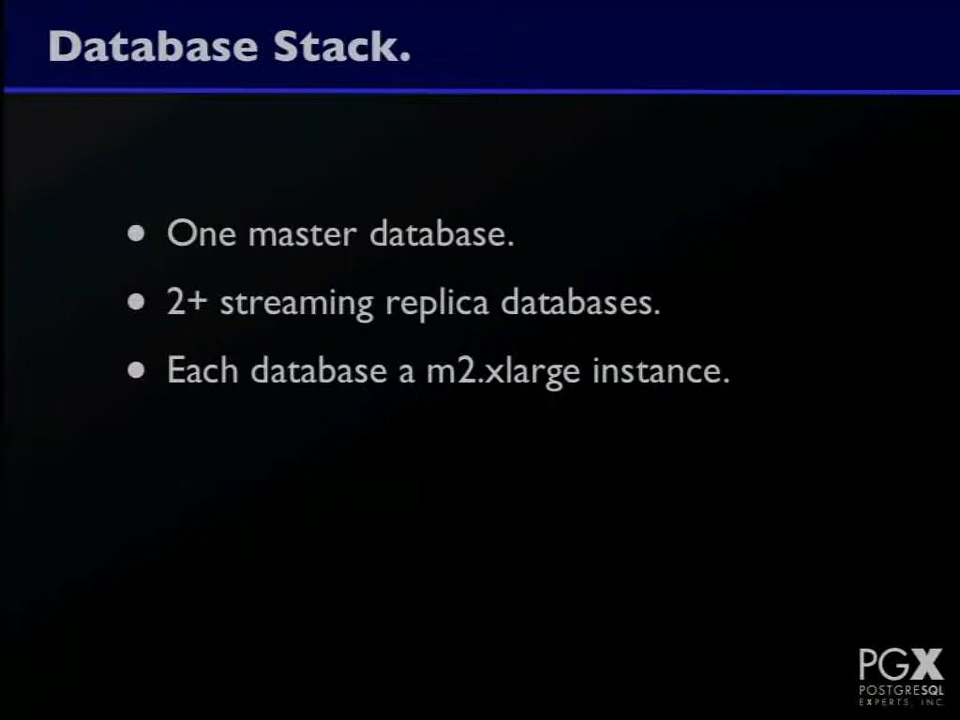 Database Stack.
• One master database.
• 2+ streaming replica databases.
• Each database a m2.xlarge instance.
PGX
POSTGRESQL
EXPERTS, INC.